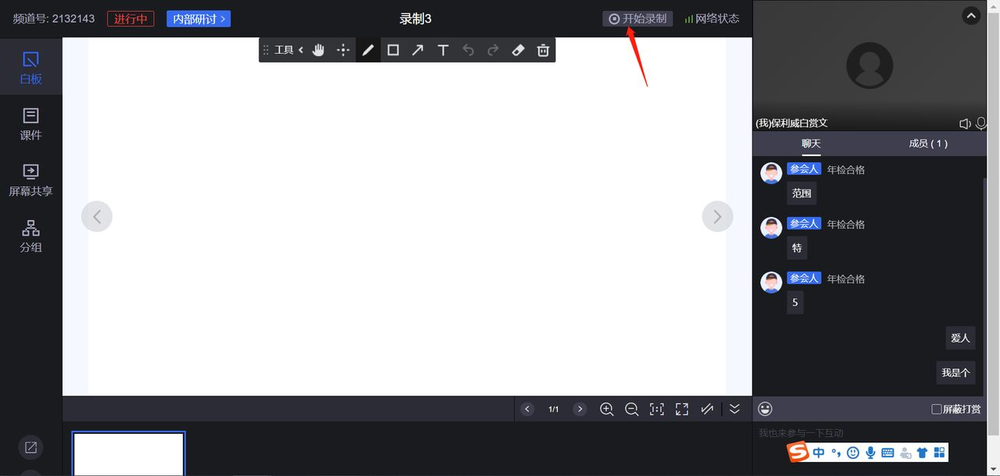 频道号: 2132143
进行中
内部研讨 >
录制3
开始录制
网络状态
工具
白板
课件
屏幕共享
分组
(我)保利威白赏文
聊天
成员 ( 1 )
参会人 年检合格
范围
参会人 年检合格
特
参会人 年检合格
5
爱人
我是个
1/1
屏蔽打赏
我也来参与一下互动
S 中